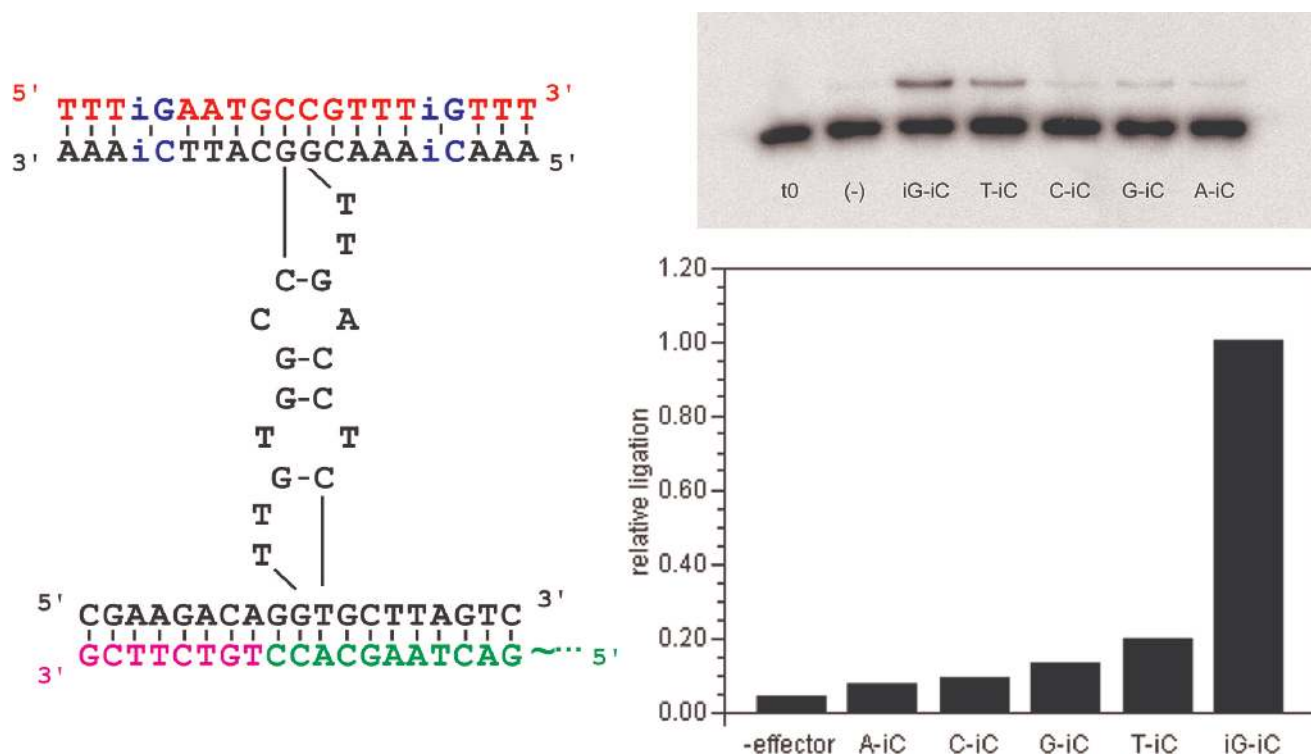 5' TTTiGAATGCCGTTTiGTTT 3'
3' AAAiCTTACGGCAAAiCAAA 5'
T
T
C-G
C A
G-C
G-C
T T
G-C
T
T
5' CGAAGACAGGTGCTTAGTC 3'
3' GCTTCTGTCCACGAATCAG~··· 5'
t0 (-) iG-iC T-iC C-iC G-iC A-iC
relative ligation
1.20
1.00
0.80
0.60
0.40
0.20
0.00
-effector A-iC C-iC G-iC T-iC iG-iC